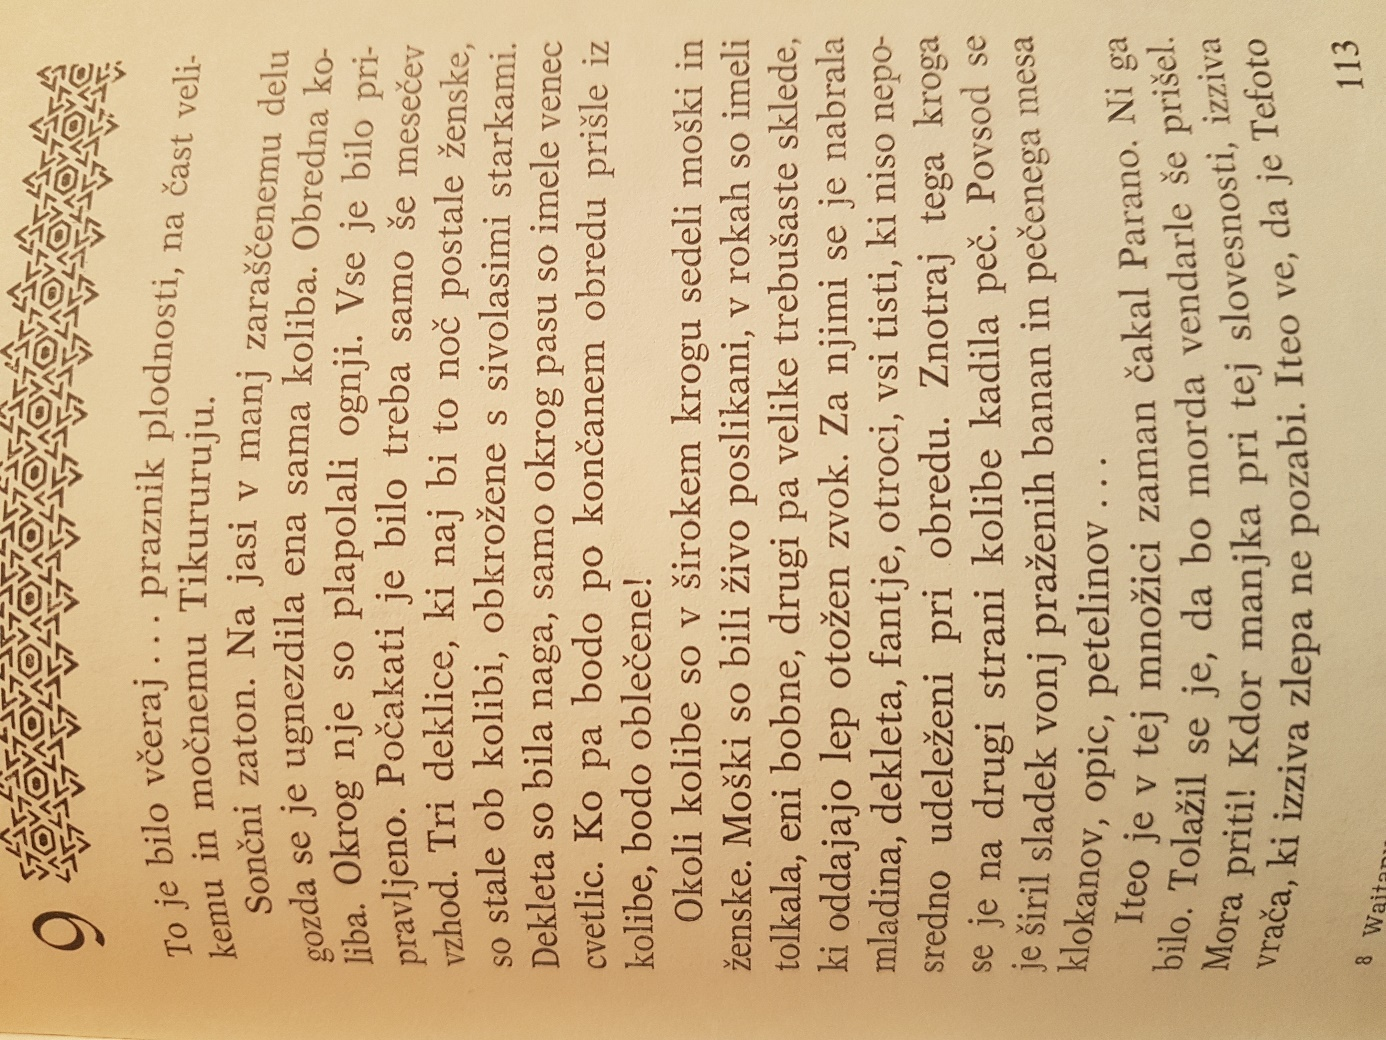 9
To je bilo včeraj ... praznik plodnosti, na čast veli-
kemu in močnemu Tikururuju.
Sončni zaton. Na jasi v manj zaraščenemu delu
gozda se je ugnezdila ena sama koliba. Obredna ko-
liba. Okrog nje so plapolali ognji. Vse je bilo pri-
pravljeno. Počakati je bilo treba samo še mesečev
vzhod. Tri deklice, ki naj bi to noč postale ženske,
so stale ob kolibi, obkrožene s sivolasimi starkami.
Dekleta so bila naga, samo okrog pasu so imele venec
cvetlic. Ko pa bodo po končanem obredu prišle iz
kolibe, bodo oblečene!
Okoli kolibe so v širokem krogu sedeli moški in
ženske. Moški so bili živo poslikani, v rokah so imeli
tolkala, eni bobne, drugi pa velike trebušaste sklede,
ki oddajajo lep otožen zvok. Za njimi se je nabrala
mladina, dekleta, fantje, otroci, vsi tisti, ki niso nepo-
sredno udeleženi pri obredu. Znotraj tega kroga
se je na drugi strani kolibe kadila peč. Povsod se
je širil sladek vonj praženih banan in pečenega mesa
klokanov, opic, petelinov ...
Iteo je v tej množici zaman čakal Parano. Ni ga
bilo. Tolažil se je, da bo morda vendarle še prišel.
Mora priti! Kdor manjka pri tej slovesnosti, izziva
vrača, ki izziva zlepa ne pozabi. Iteo ve, da je Tefoto
8
113